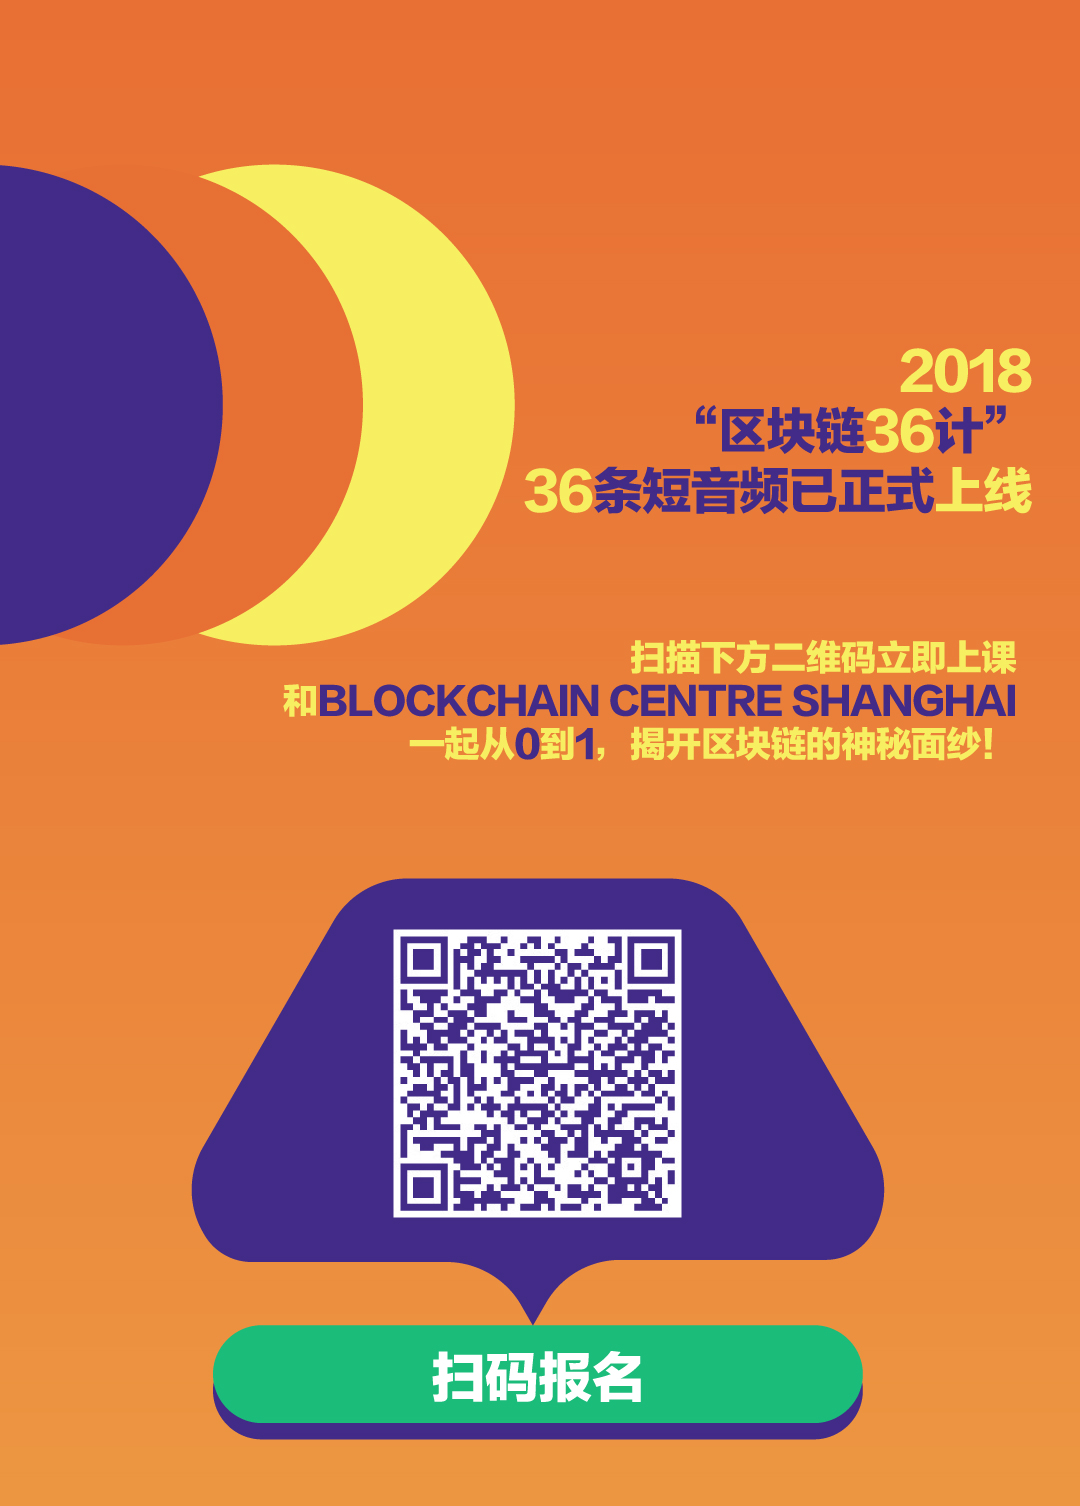 2018
“区块链36计”
36条短音频已正式上线
扫描下方二维码立即上课
和BLOCKCHAIN CENTRE SHANGHAI
一起从0到1，揭开区块链的神秘面纱！
扫码报名